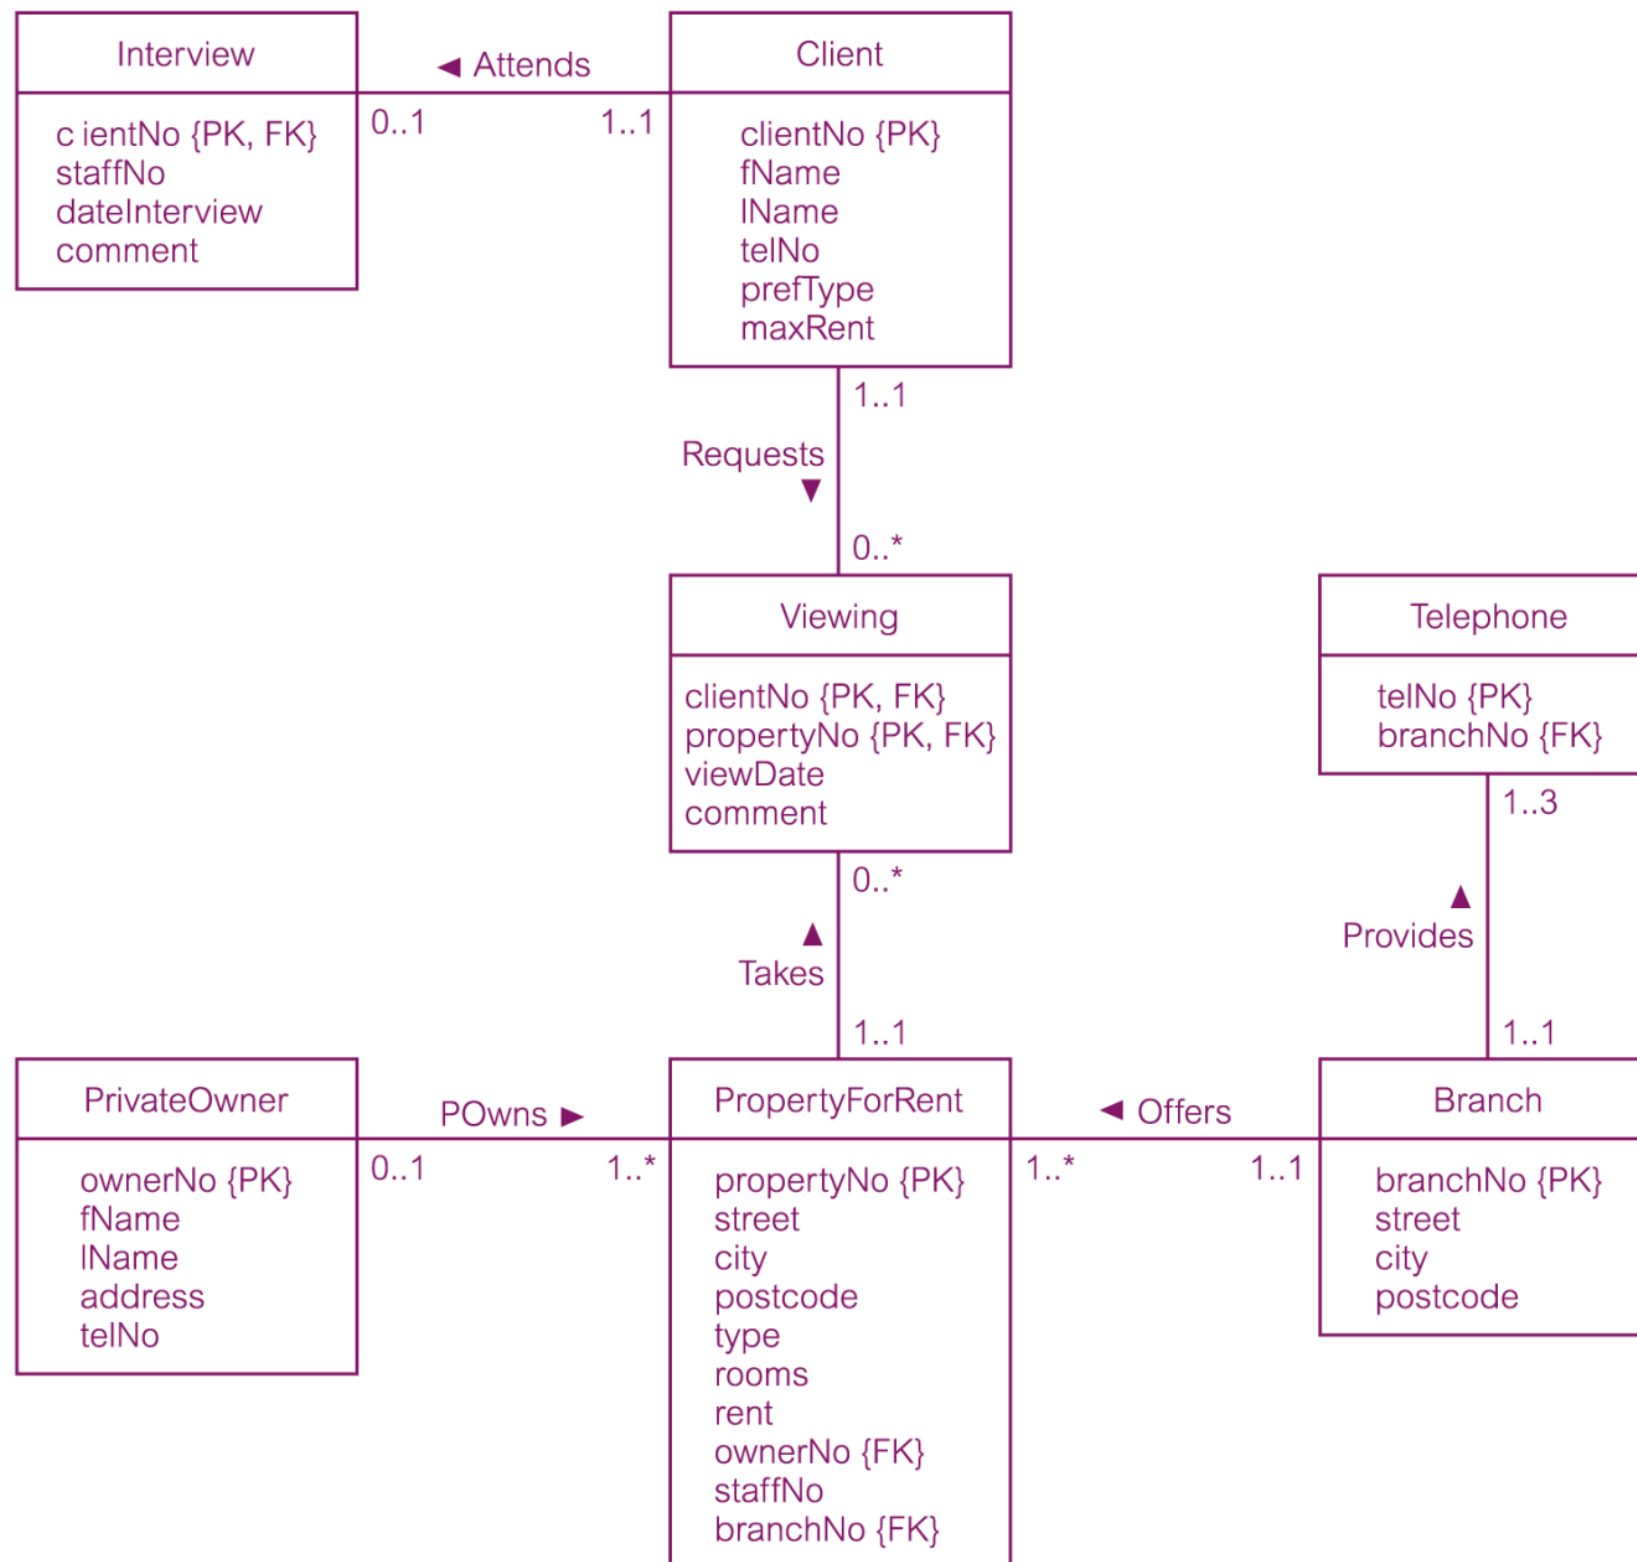 Interview
c ientNo {PK, FK}
staffNo
dateInterview
comment
◄ Attends
0..1
1..1
Client
clientNo {PK}
fName
lName
telNo
prefType
maxRent
1..1
Requests
▼
0..*
Viewing
clientNo {PK, FK}
propertyNo {PK, FK}
viewDate
comment
0..*
▲
Takes
1..1
Telephone
telNo {PK}
branchNo {FK}
1..3
▲
Provides
1..1
PrivateOwner
ownerNo {PK}
fName
lName
address
telNo
POwns ►
0..1
1..*
PropertyForRent
propertyNo {PK}
street
city
postcode
type
rooms
rent
ownerNo {FK}
staffNo
branchNo {FK}
◄ Offers
1..*
1..1
Branch
branchNo {PK}
street
city
postcode